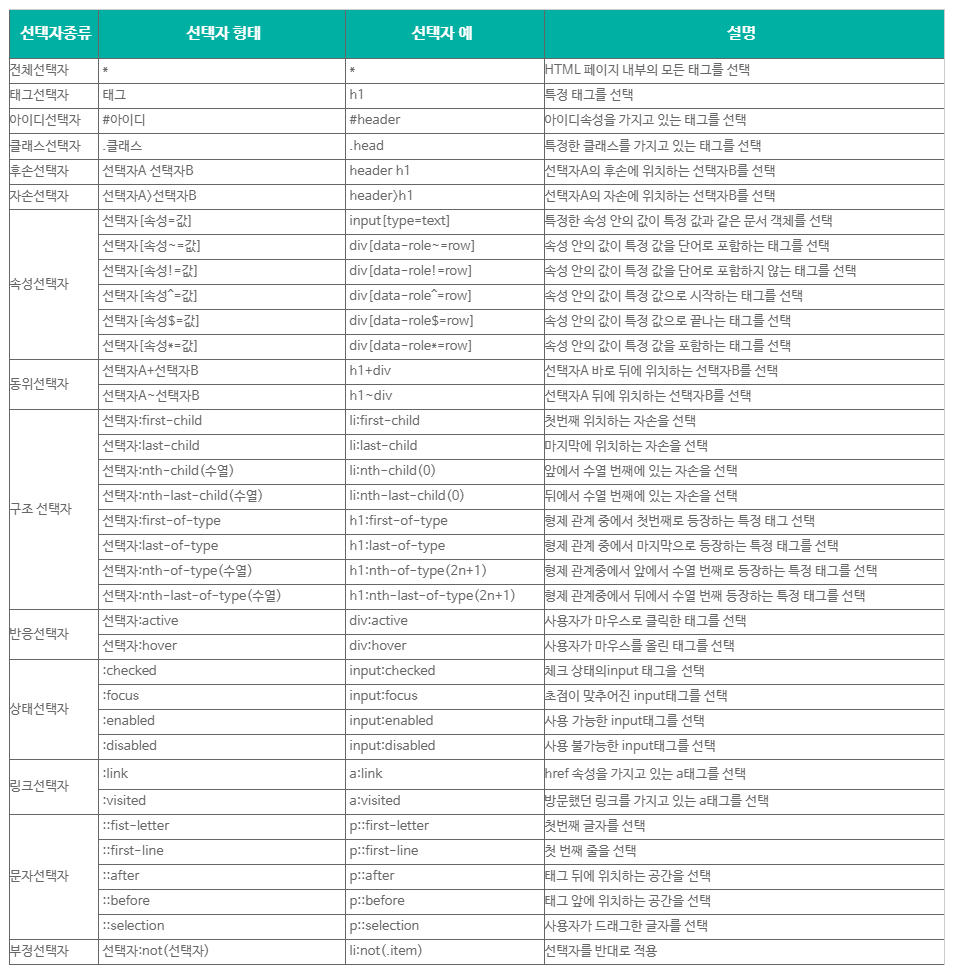 선택자종류 선택자 형태 선택자 예 설명
전체선택자 * * HTML 페이지 내부의 모든 태그를 선택
태그선택자 태그 h1 특정 태그를 선택
아이디선택자 #아이디 #header 아이디속성을 가지고 있는 태그를 선택
클래스선택자 .클래스 .head 특정한 클래스를 가지고 있는 태그를 선택
후손선택자 선택자A 선택자B header h1 선택자A의 후손에 위치하는 선택자B를 선택
자손선택자 선택자A>선택자B header>h1 선택자A의 자손에 위치하는 선택자B를 선택
속성선택자 선택자[속성=값] input[type=text] 특정한 속성 안의 값이 특정 값과 같은 문서 객체를 선택
선택자[속성~=값] div[data-role~=row] 속성 안의 값이 특정 값을 단어로 포함하는 태그를 선택
선택자[속성!=값] div[data-role!=row] 속성 안의 값이 특정 값을 단어로 포함하지 않는 태그를 선택
선택자[속성^=값] div[data-role^=row] 속성 안의 값이 특정 값으로 시작하는 태그를 선택
선택자[속성$=값] div[data-role$=row] 속성 안의 값이 특정 값으로 끝나는 태그를 선택
선택자[속성*=값] div[data-role*=row] 속성 안의 값이 특정 값을 포함하는 태그를 선택
동위선택자 선택자A+선택자B h1+div 선택자A 바로 뒤에 위치하는 선택자B를 선택
선택자A~선택자B h1~div 선택자A 뒤에 위치하는 선택자B를 선택
구조 선택자 선택자:first-child li:first-child 첫번째 위치하는 자손을 선택
선택자:last-child li:last-child 마지막에 위치하는 자손을 선택
선택자:nth-child(수열) li:nth-child(0) 앞에서 수열 번째에 있는 자손을 선택
선택자:nth-last-child(수열) li:nth-last-child(0) 뒤에서 수열 번째에 있는 자손을 선택
선택자:first-of-type h1:first-of-type 형제 관계 중에서 첫번째로 등장하는 특정 태그 선택
선택자:last-of-type h1:last-of-type 형제 관계 중에서 마지막으로 등장하는 특정 태그를 선택
선택자:nth-of-type(수열) h1:nth-of-type(2n+1) 형제 관계중에서 앞에서 수열 번째로 등장하는 특정 태그를 선택
선택자:nth-last-of-type(수열) h1:nth-last-of-type(2n+1) 형제 관계중에서 뒤에서 수열 번째 등장하는 특정 태그를 선택
반응선택자 선택자:active div:active 사용자가 마우스로 클릭한 태그를 선택
선택자:hover div:hover 사용자가 마우스를 올린 태그를 선택
상태선택자 :checked input:checked 체크 상태의input 태그을 선택
:focus input:focus 초점이 맞추어진 input태그를 선택
:enabled input:enabled 사용 가능한 input태그를 선택
:disabled input:disabled 사용 불가능한 input태그를 선택
링크선택자 :link a:link href 속성을 가지고 있는 a태그를 선택
:visited a:visited 방문했던 링크를 가지고 있는 a태그를 선택
문자선택자 ::fist-letter p::first-letter 첫번째 글자를 선택
::first-line p::first-line 첫 번째 줄을 선택
::after p::after 태그 뒤에 위치하는 공간을 선택
::before p::before 태그 앞에 위치하는 공간을 선택
::selection p::selection 사용자가 드래그한 글자를 선택
부정선택자 선택자:not(선택자) li:not(.item) 선택자를 반대로 적용